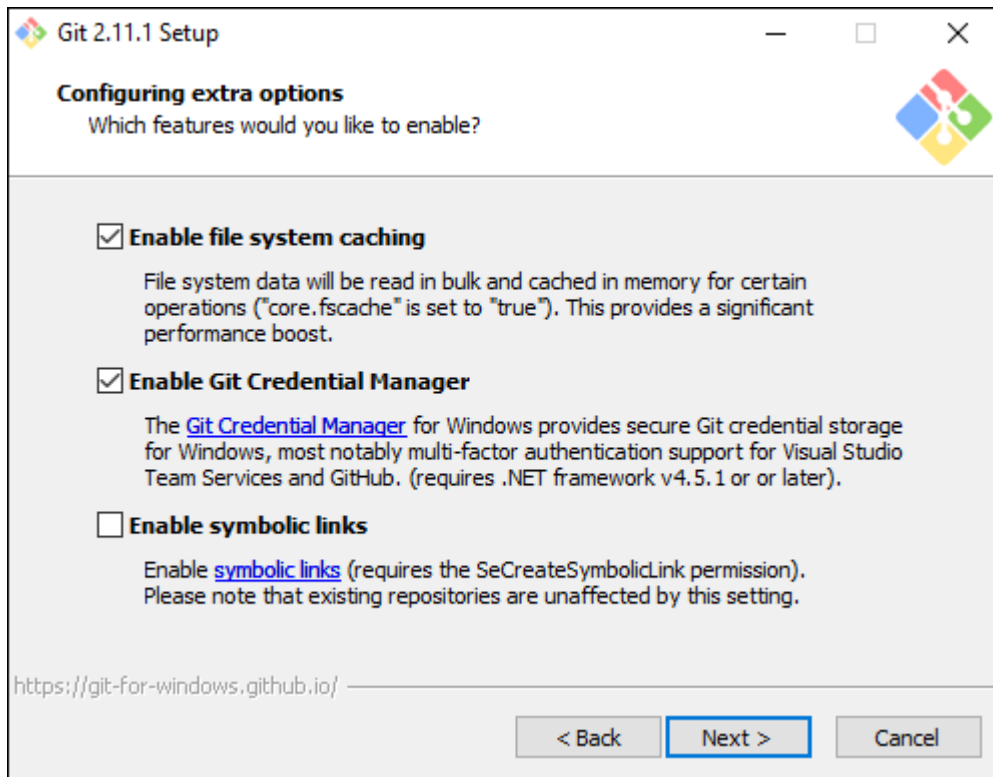 Git 2.11.1 Setup
Configuring extra options
Which features would you like to enable?
Enable file system caching
File system data will be read in bulk and cached in memory for certain
operations ("core.fscache" is set to "true"). This provides a significant
performance boost.
Enable Git Credential Manager
The Git Credential Manager for Windows provides secure Git credential storage
for Windows, most notably multi-factor authentication support for Visual Studio
Team Services and GitHub. (requires .NET framework v4.5.1 or or later).
Enable symbolic links
Enable symbolic links (requires the SeCreateSymbolicLink permission).
Please note that existing repositories are unaffected by this setting.
https://git-for-windows.github.io/
< Back Next > Cancel